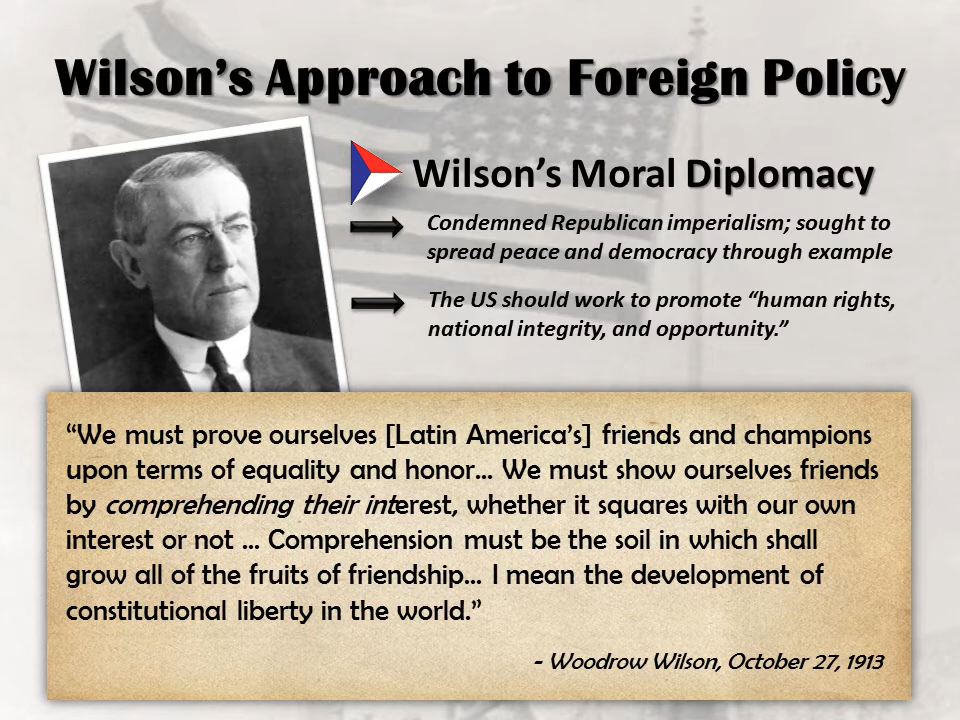 Wilson’s Approach to Foreign Policy
Wilson’s Moral Diplomacy
Condemned Republican imperialism; sought to
spread peace and democracy through example
The US should work to promote “human rights,
national integrity, and opportunity.”
“We must prove ourselves [Latin America’s] friends and champions
upon terms of equality and honor... We must show ourselves friends
by comprehending their interest, whether it squares with our own
interest or not ... Comprehension must be the soil in which shall
grow all of the fruits of friendship... I mean the development of
constitutional liberty in the world.”
- Woodrow Wilson, October 27, 1913